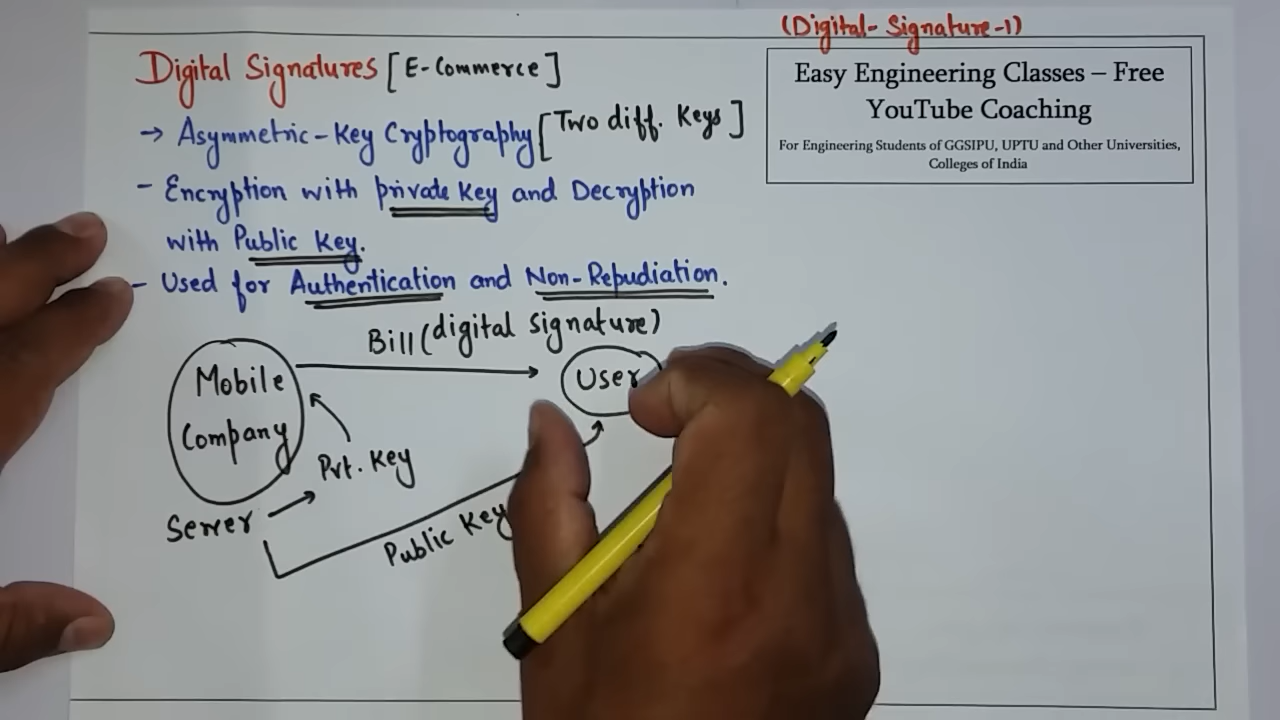 (Digital- Signature-1)
Easy Engineering Classes – Free
YouTube Coaching
For Engineering Students of GGSIPU, UPTU and Other Universities,
Colleges of India
Digital Signatures [E-Commerce]
→ Asymmetric-Key Cryptography [Two diff. Keys]
- Encryption with private Key and Decryption
with Public Key.
- Used for Authentication and Non-Repudiation.
Bill (digital signature)
Mobile
Company
User
Prt. Key
Server
Public Key